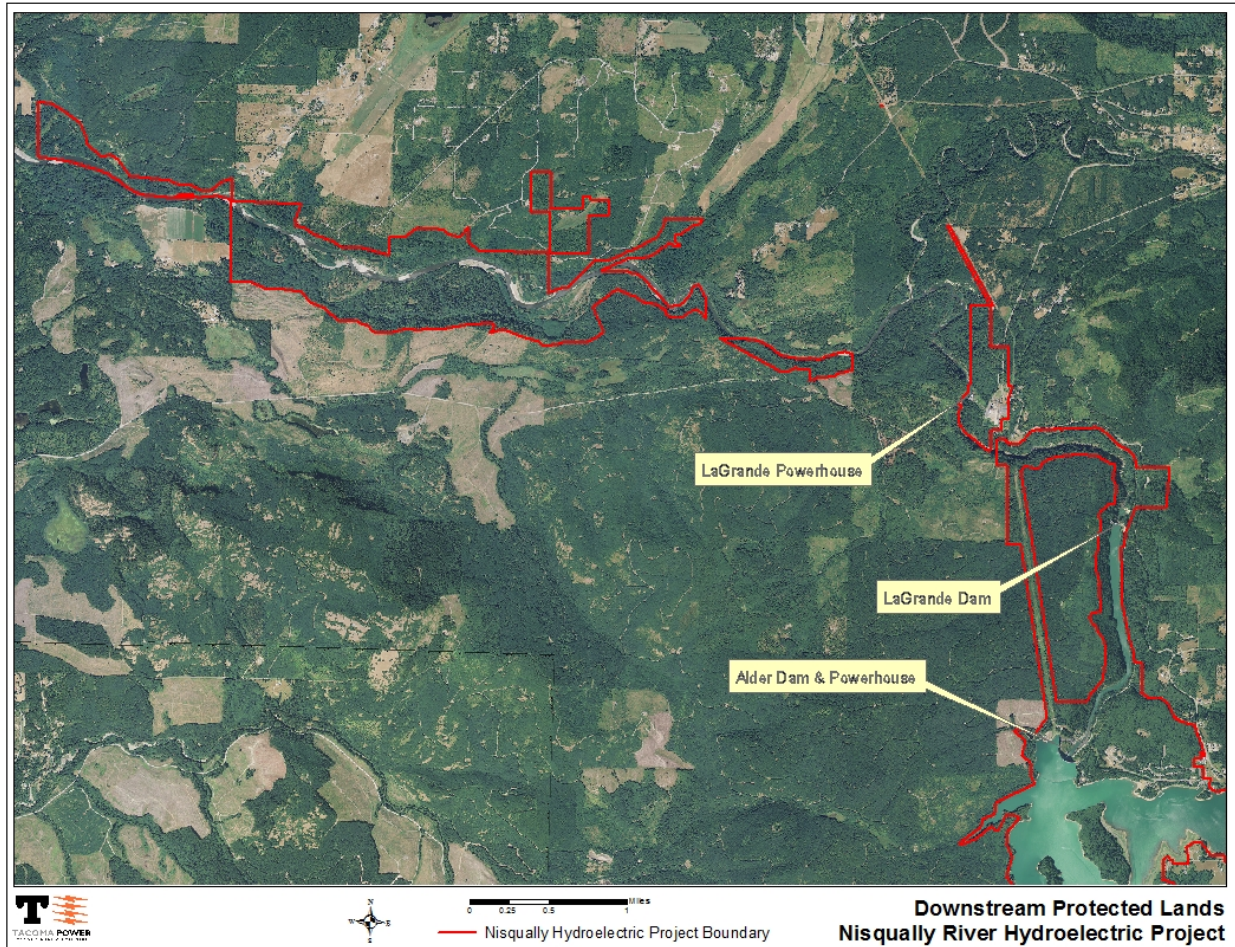 LaGrande Powerhouse
LaGrande Dam
Alder Dam & Powerhouse
TACOMA POWER
N
W
E
S
Miles
0 0.25 0.5 1
Nisqually Hydroelectric Project Boundary
Downstream Protected Lands
Nisqually River Hydroelectric Project